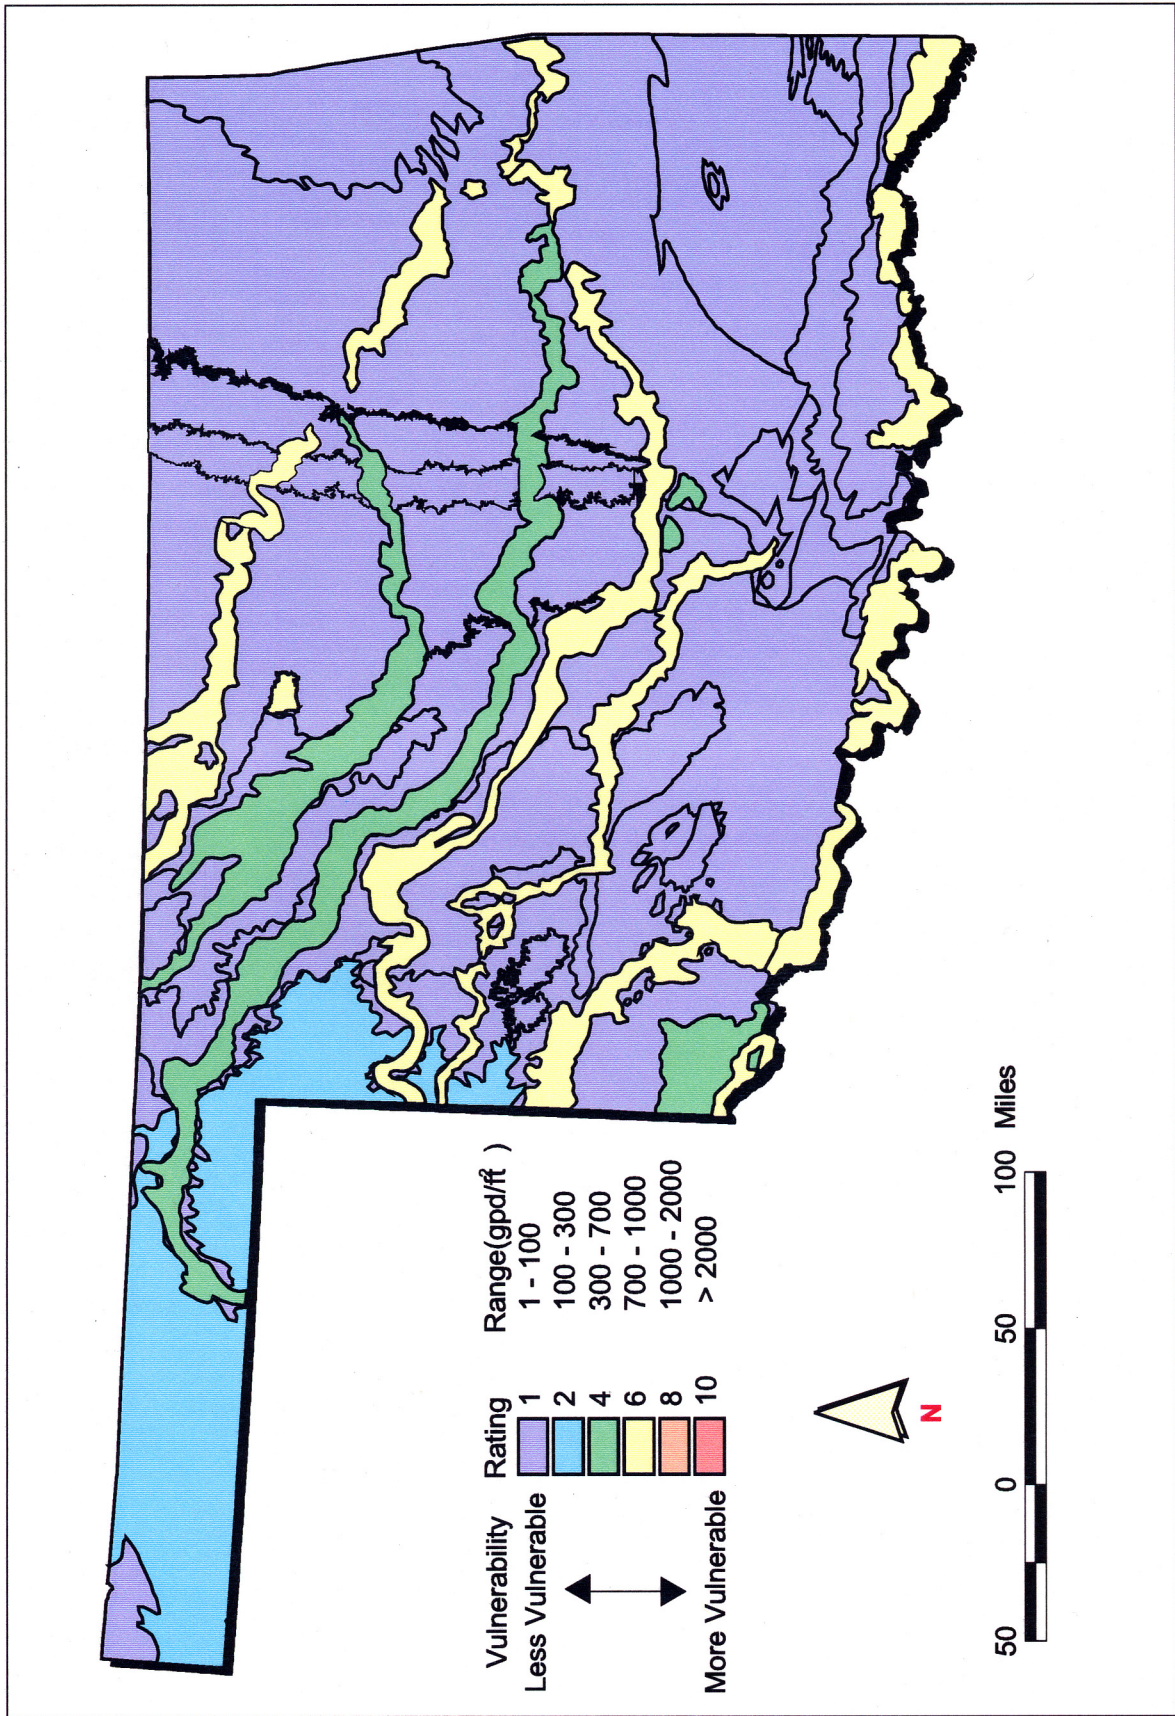 Vulnerability Rating Range(gpd/ft²)
Less Vulnerable 1 1 - 100
2 100 - 300
4 300 - 700
6 700 - 1000
8 1000 - 2000
More Vulnerable 10 > 2000
N
50 0 50 100 Miles